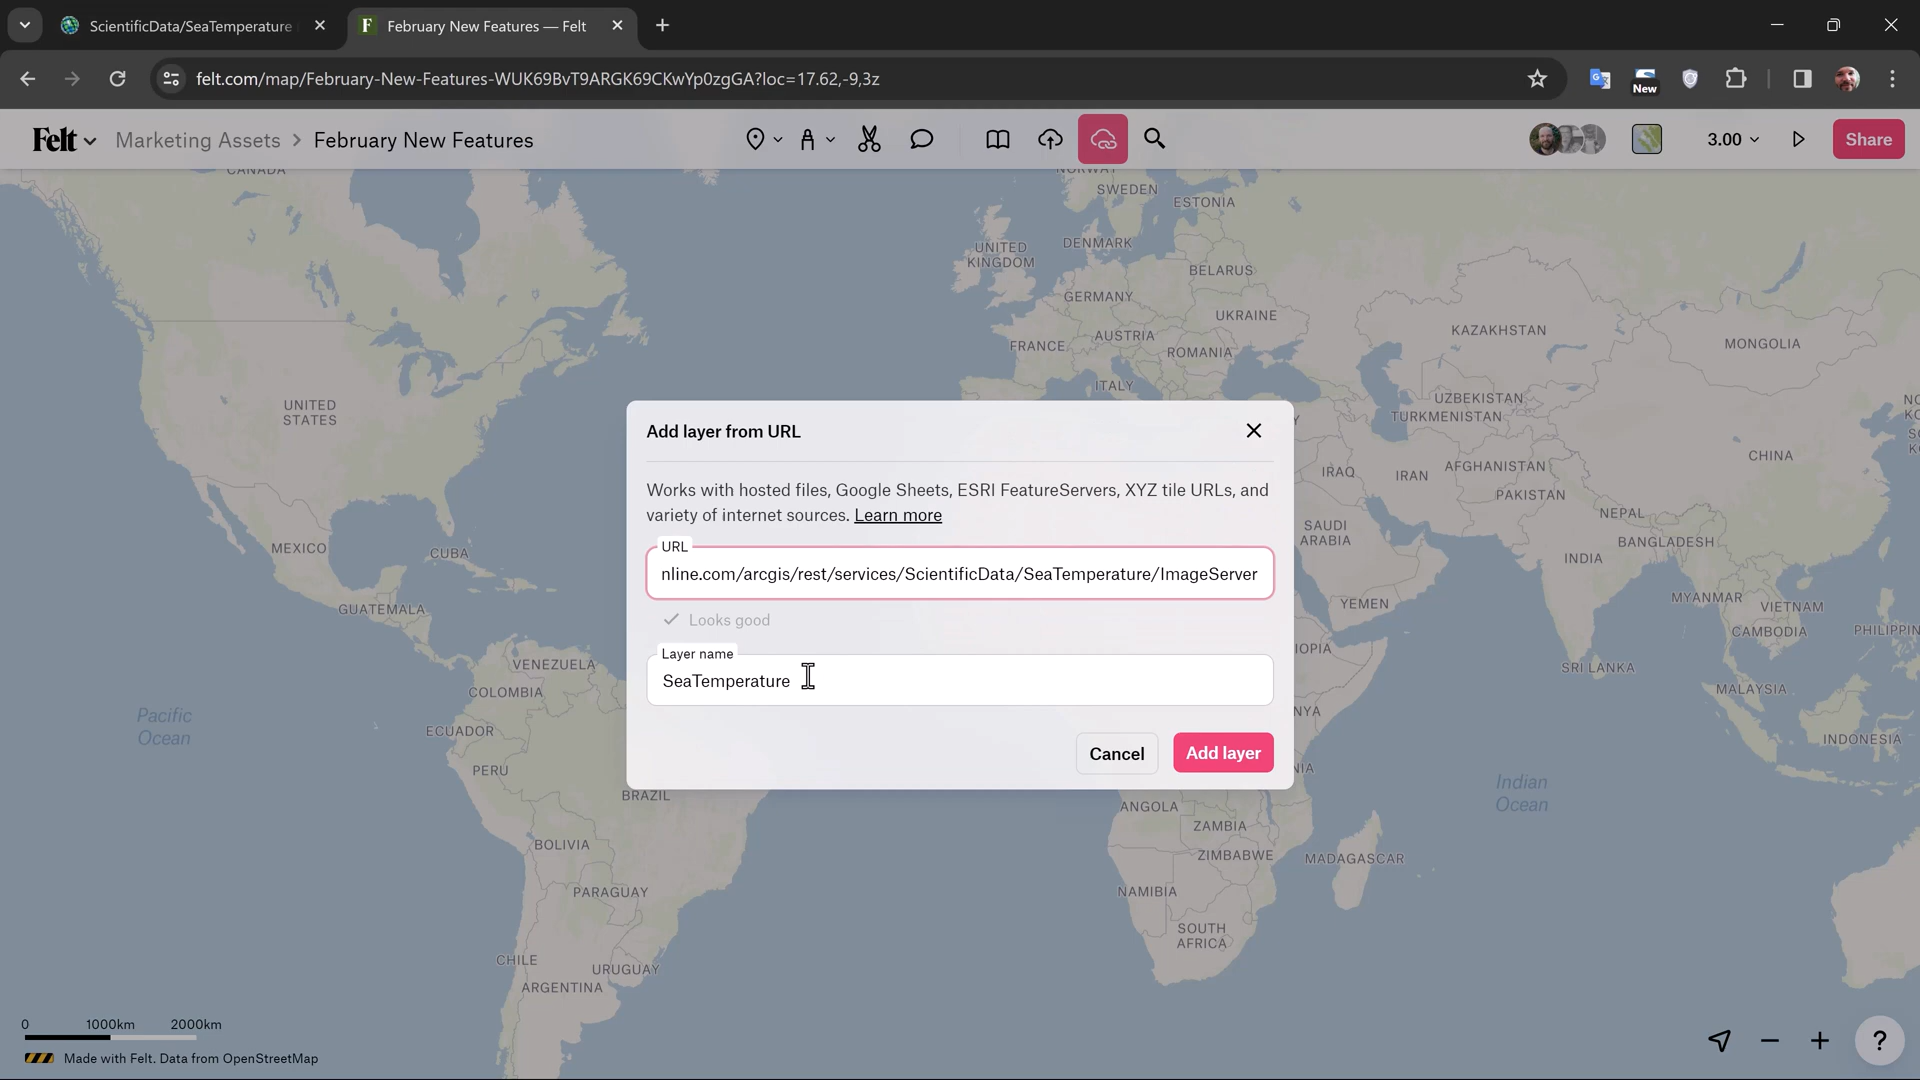 ScientificData/SeaTemperature
February New Features — Felt
felt.com/map/February-New-Features-WUK69BvT9ARGK69CKwYp0zgGA?loc=17.62,-9,3z
New
Felt
Marketing Assets > February New Features
3.00
Share
CANADA
NORWAY
SWEDEN
ESTONIA
DENMARK
UNITED
KINGDOM
BELARUS
GERMANY
UKRAINE
AUSTRIA
FRANCE
ROMANIA
KAZAKHSTAN
MONGOLIA
ITALY
UZBEKISTAN
TURKMENISTAN
UNITED
STATES
CHINA
IRAQ
IRAN
AFGHANISTAN
PAKISTAN
NEPAL
SAUDI
ARABIA
BANGLADESH
INDIA
MEXICO
CUBA
GUATEMALA
YEMEN
MYANMAR
VIETNAM
CAMBODIA
PHILIPPIN
IOPIA
SRI LANKA
MALAYSIA
VENEZUELA
COLOMBIA
Pacific
Ocean
ECUADOR
NYA
INDONESIA
PERU
NIA
BRAZIL
Indian
Ocean
ANGOLA
ZAMBIA
BOLIVIA
ZIMBABWE
MADAGASCAR
PARAGUAY
NAMIBIA
SOUTH
AFRICA
CHILE
URUGUAY
ARGENTINA
Add layer from URL
Works with hosted files, Google Sheets, ESRI FeatureServers, XYZ tile URLs, and
variety of internet sources. Learn more
URL
nline.com/arcgis/rest/services/ScientificData/SeaTemperature/ImageServer
Looks good
Layer name
SeaTemperature
Cancel
Add layer
0 1000km 2000km
Made with Felt. Data from OpenStreetMap
?